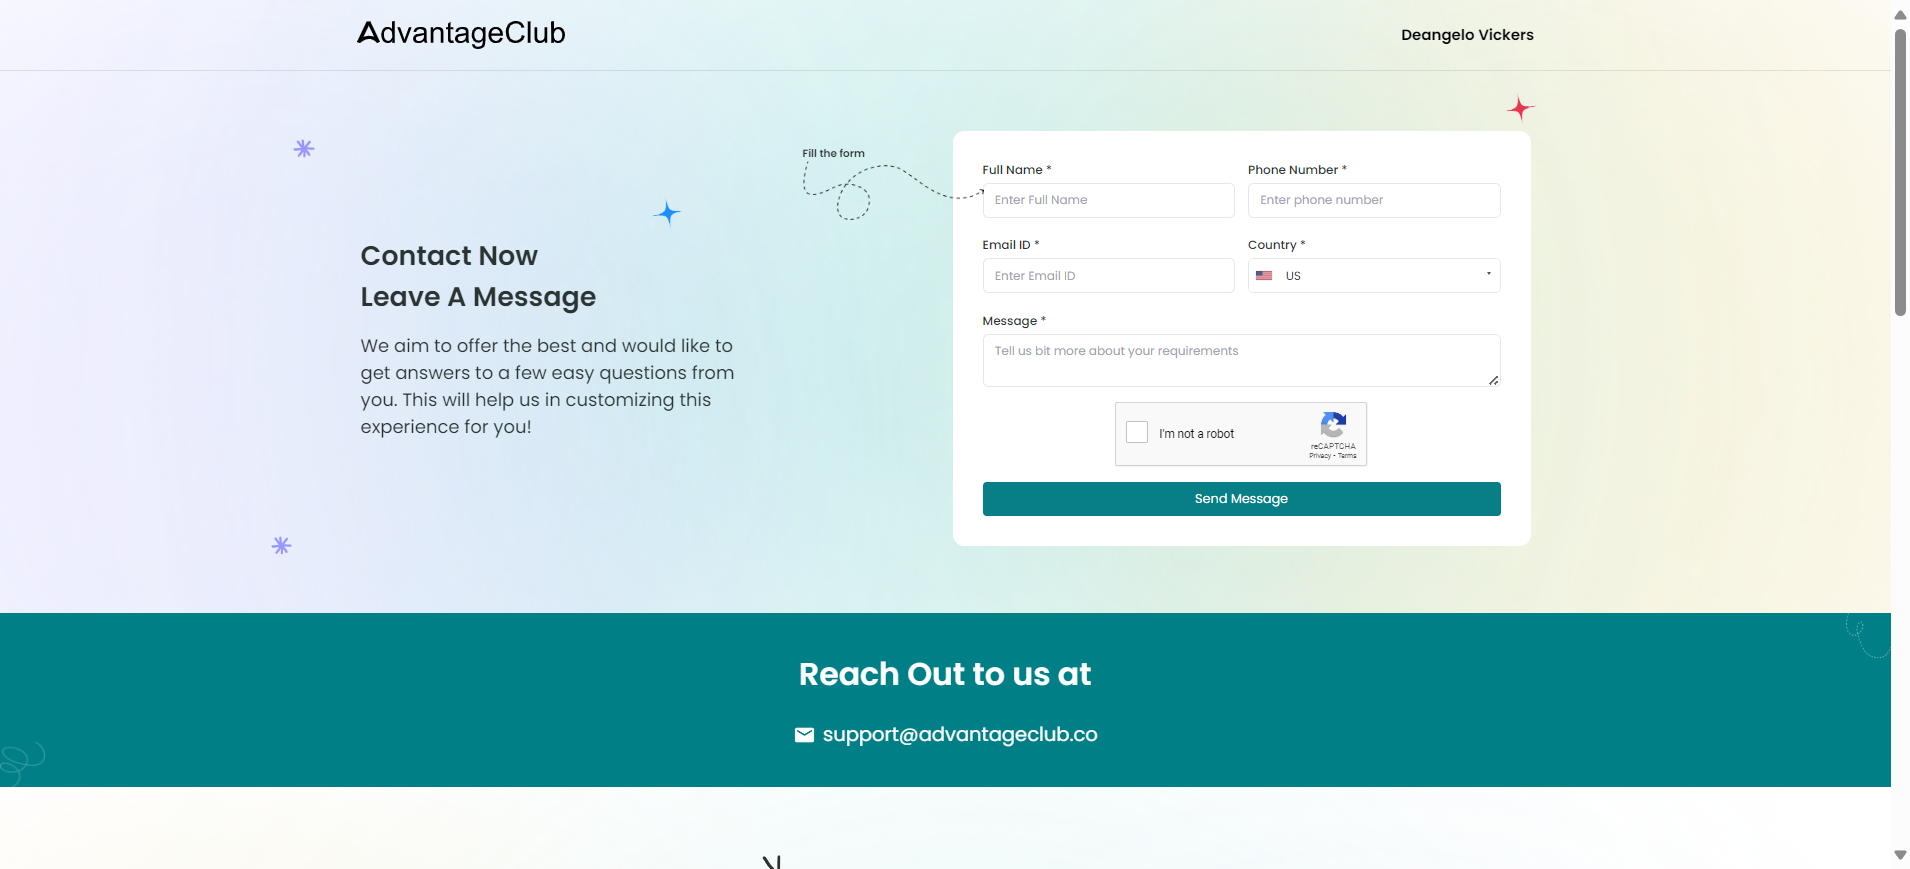 AdvantageClub
Deangelo Vickers
Fill the form
Contact Now
Leave A Message
We aim to offer the best and would like to
get answers to a few easy questions from
you. This will help us in customizing this
experience for you!
Full Name *
Phone Number *
Enter Full Name
Enter phone number
Email ID *
Country *
Enter Email ID
US
Message *
Tell us bit more about your requirements
I'm not a robot
reCAPTCHA
Privacy - Terms
Send Message
Reach Out to us at
support@advantageclub.co